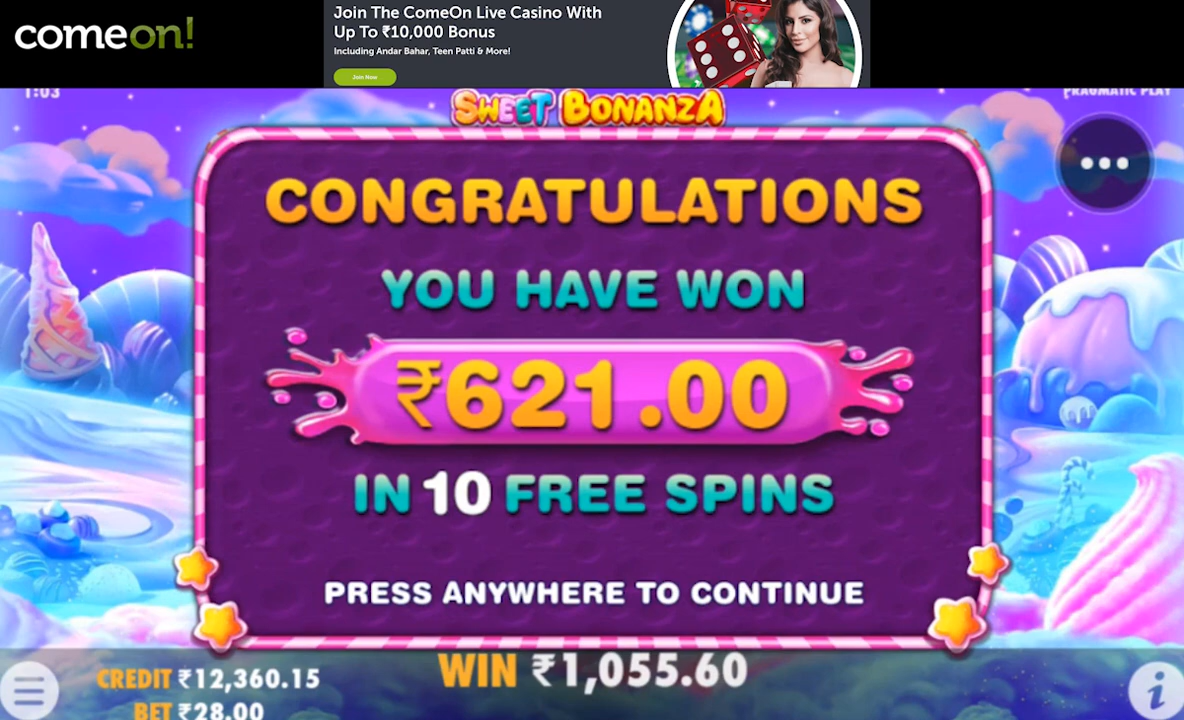 comeon!
Join The ComeOn Live Casino With
Up To ₹10,000 Bonus
Including Andar Bahar, Teen Patti & More!
Join Now
1:03
SWEET BONANZA
PRAGMATIC PLAY
CONGRATULATIONS
YOU HAVE WON
₹621.00
IN 10 FREE SPINS
PRESS ANYWHERE TO CONTINUE
CREDIT ₹12,360.15
WIN ₹1,055.60
BET ₹28.00
i